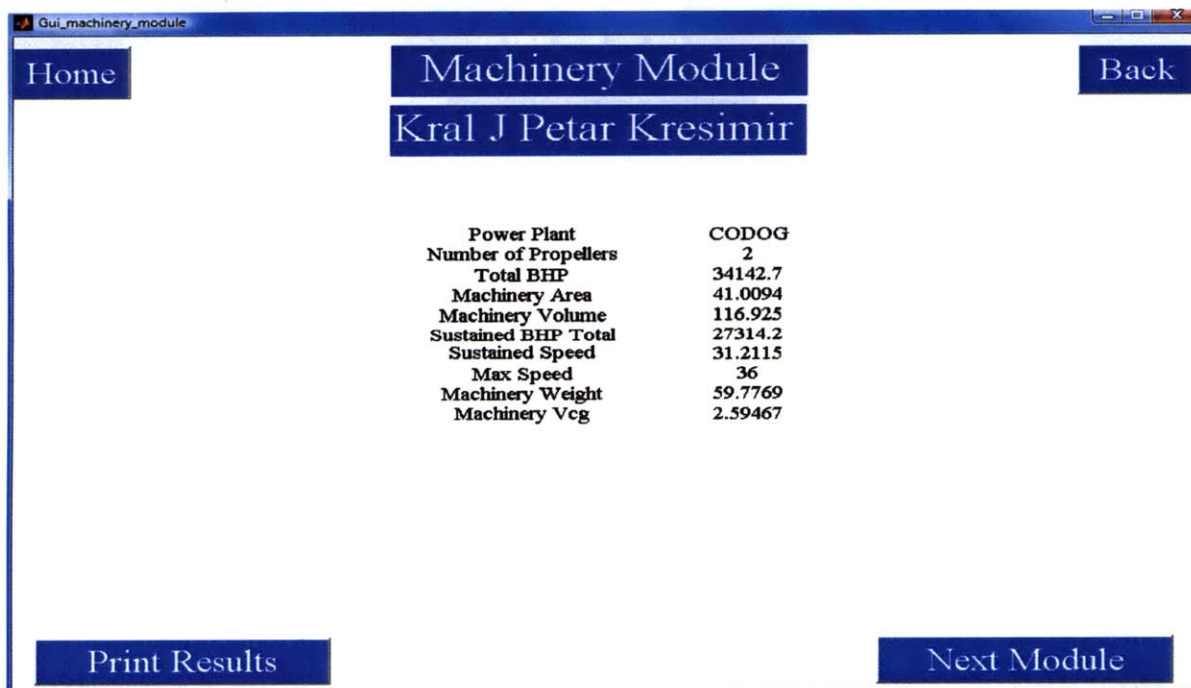 Gui_machinery_module
Home
Machinery Module
Back
Kral J Petar Kresimir
Power Plant CODOG
Number of Propellers 2
Total BHP 34142.7
Machinery Area 41.0094
Machinery Volume 116.925
Sustained BHP Total 27314.2
Sustained Speed 31.2115
Max Speed 36
Machinery Weight 59.7769
Machinery Vcg 2.59467
Print Results
Next Module